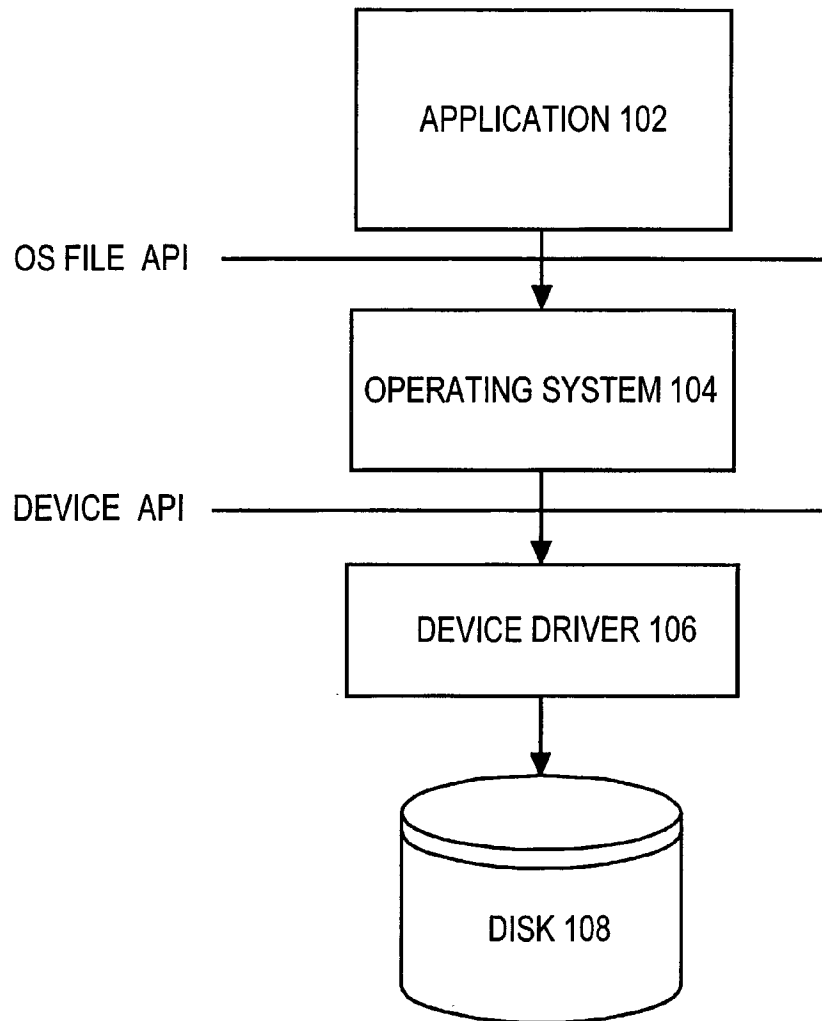 APPLICATION 102
OS FILE API
OPERATING SYSTEM 104
DEVICE API
DEVICE DRIVER 106
DISK 108